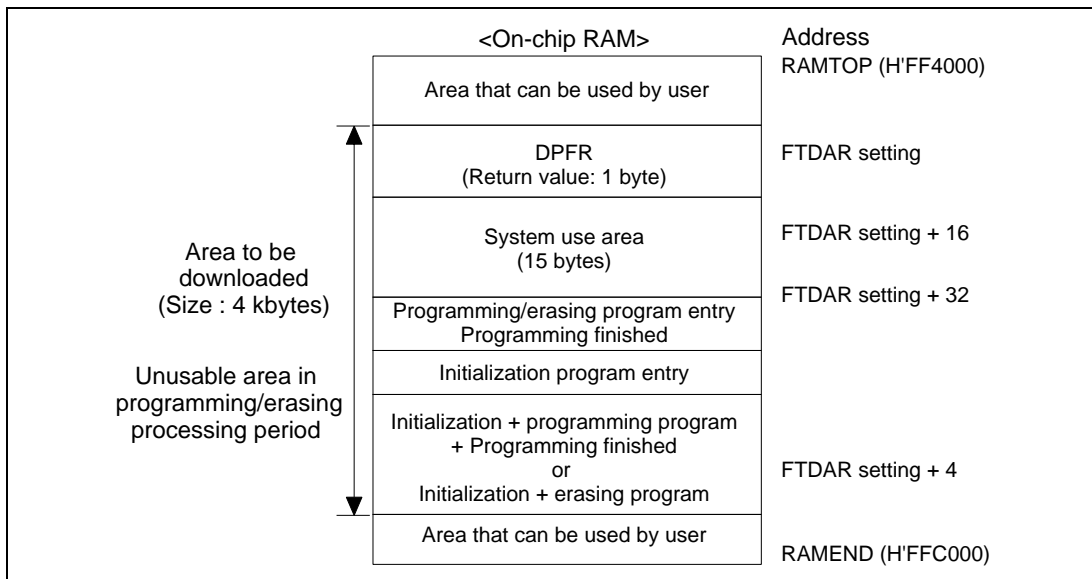 <On-chip RAM>
Address
RAMTOP (H'FF4000)
Area that can be used by user
DPFR
(Return value: 1 byte)
FTDAR setting
System use area
(15 bytes)
FTDAR setting + 16
Area to be
downloaded
(Size : 4 kbytes)
FTDAR setting + 32
Programming/erasing program entry
Programming finished
Initialization program entry
Unusable area in
programming/erasing
processing period
Initialization + programming program
+ Programming finished
or
Initialization + erasing program
FTDAR setting + 4
Area that can be used by user
RAMEND (H'FFC000)